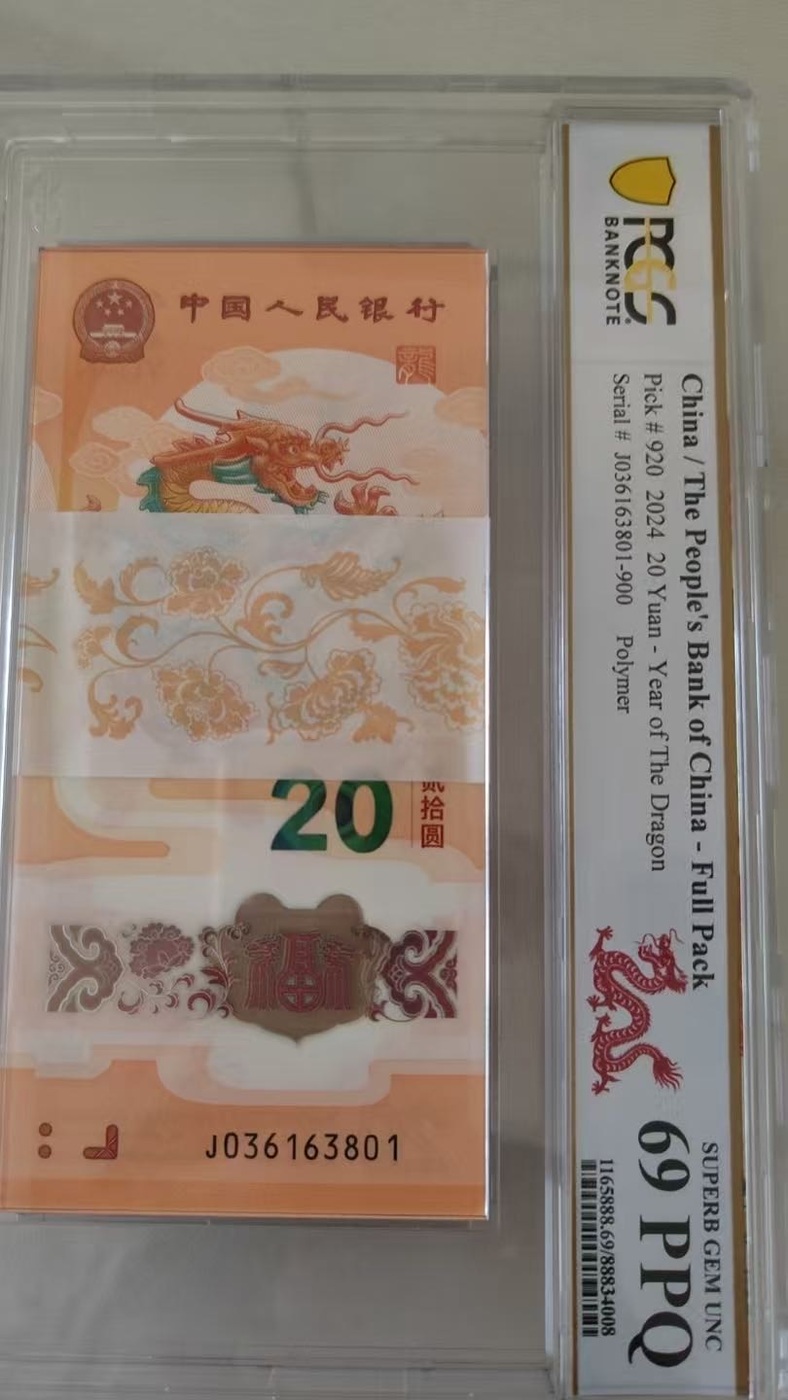 中国人民银行
龍
20
贰拾圆
福
J036163801
PCGS
BANKNOTE
China / The People's Bank of China - Full Pack
Pick # 920 2024 20 Yuan - Year of The Dragon
Serial # J036163801-900 Polymer
SUPERB GEM UNC
69 PPQ
1165888.69/88834008